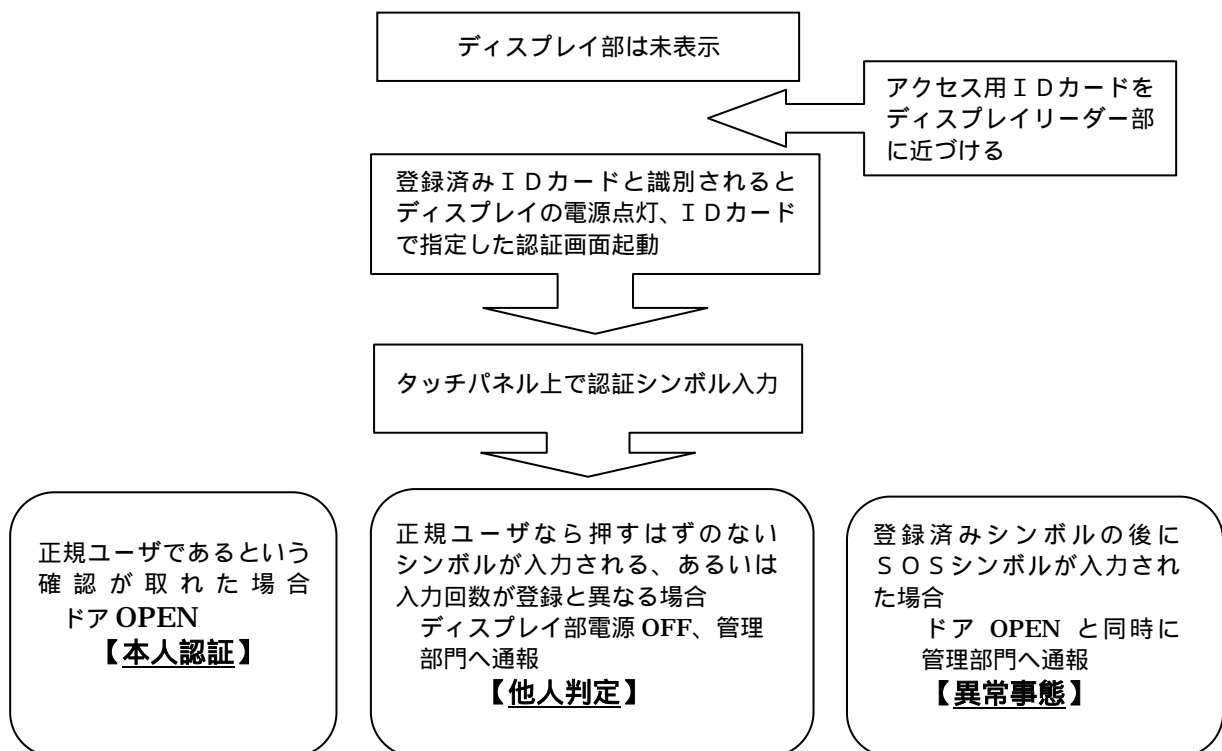 ディスプレイ部は未表示
アクセス用ＩＤカードを
ディスプレイリーダー部
に近づける
登録済みＩＤカードと識別されると
ディスプレイの電源点灯、ＩＤカード
で指定した認証画面起動
タッチパネル上で認証シンボル入力
正規ユーザであるという
確認が取れた場合
ドア OPEN
【本人認証】
正規ユーザなら押すはずのない
シンボルが入力される、あるいは
入力回数が登録と異なる場合
ディスプレイ部電源 OFF、管理
部門へ通報
【他人判定】
登録済みシンボルの後に
ＳＯＳシンボルが入力され
た場合
ドア OPEN と同時に
管理部門へ通報
【異常事態】